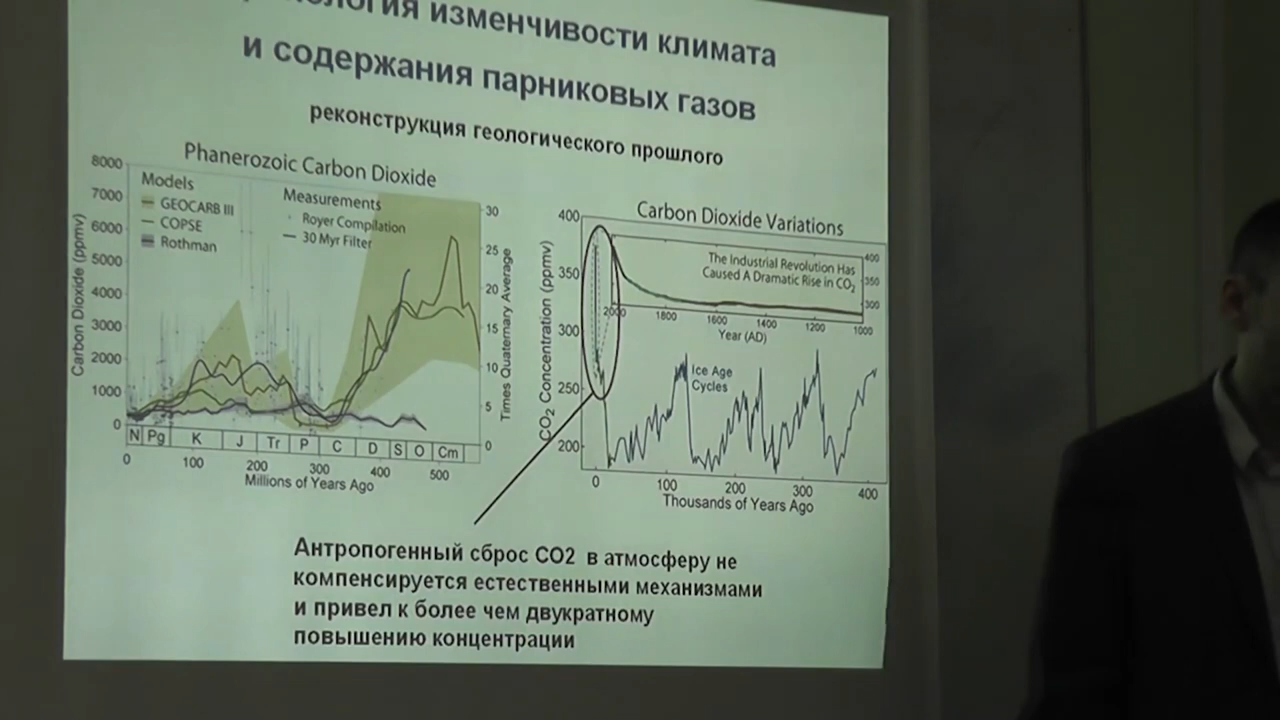 изменчивости климата
и содержания парниковых газов
реконструкция геологического прошлого
Phanerozoic Carbon Dioxide
Models
GEOCARB III
COPSE
Rothman
Measurements
Royer Compilation
30 Myr Filter
Carbon Dioxide (ppmv)
8000
7000
6000
5000
4000
3000
2000
1000
0
30
25
20
15
10
5
0
Times Quaternary Average
N Pg K J Tr P C D S O Cm
0 100 200 300 400 500
Millions of Years Ago
Carbon Dioxide Variations
CO2 Concentration (ppmv)
400
350
300
250
200
The Industrial Revolution Has
Caused A Dramatic Rise in CO2
400
350
300
2000 1800 1600 1400 1200 1000
Year (AD)
Ice Age
Cycles
0 100 200 300 400
Thousands of Years Ago
Антропогенный сброс СО2 в атмосферу не
компенсируется естественными механизмами
и привел к более чем двукратному
повышению концентрации